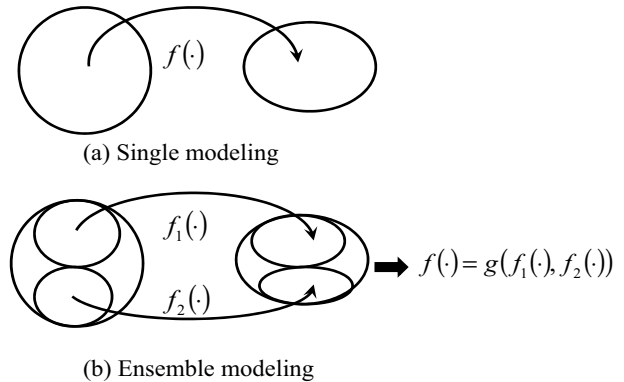 f(·)
(a) Single modeling
f₁(·)
f(·) = g(f₁(·), f₂(·))
f₂(·)
(b) Ensemble modeling